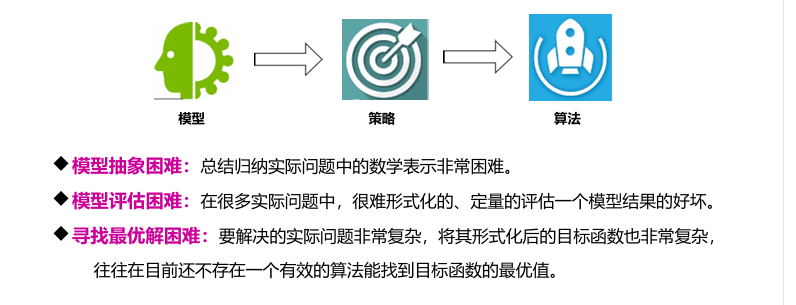 模型 策略 算法
◆模型抽象困难：总结归纳实际问题中的数学表示非常困难。
◆模型评估困难：在很多实际问题中，很难形式化的、定量的评估一个模型结果的好坏。
◆寻找最优解困难：要解决的实际问题非常复杂，将其形式化后的目标函数也非常复杂，
往往在目前还不存在一个有效的算法能找到目标函数的最优值。